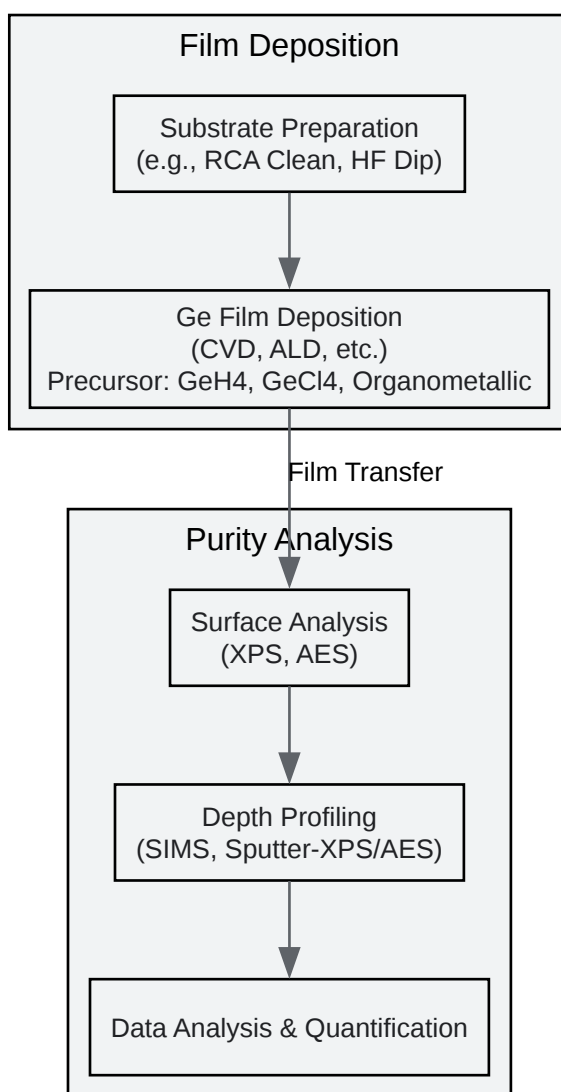 Film Deposition
Substrate Preparation
(e.g., RCA Clean, HF Dip)
Ge Film Deposition
(CVD, ALD, etc.)
Precursor: GeH4, GeCl4, Organometallic
Film Transfer
Purity Analysis
Surface Analysis
(XPS, AES)
Depth Profiling
(SIMS, Sputter-XPS/AES)
Data Analysis & Quantification